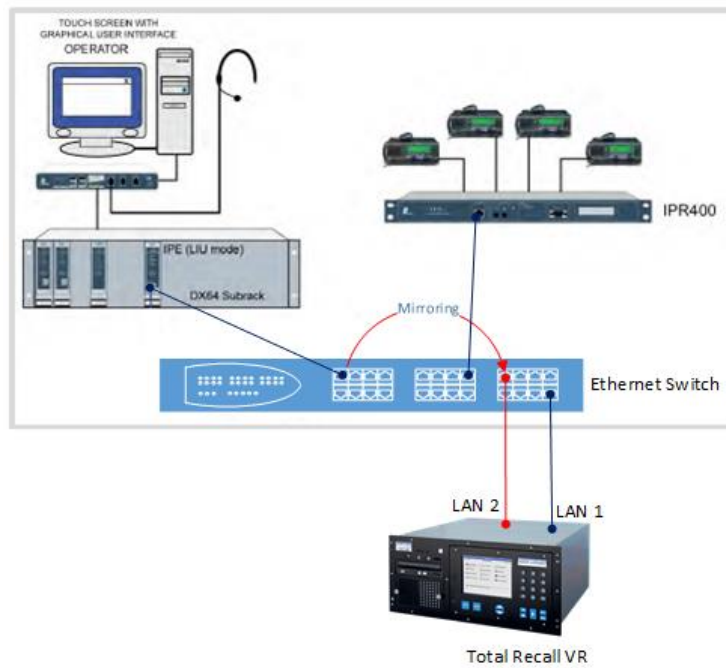 TOUCH SCREEN WITH
GRAPHICAL USER INTERFACE
OPERATOR
IPR400
IPE (LIU mode)
DX64 Subrack
Mirroring
Ethernet Switch
LAN 2
LAN 1
Total Recall VR